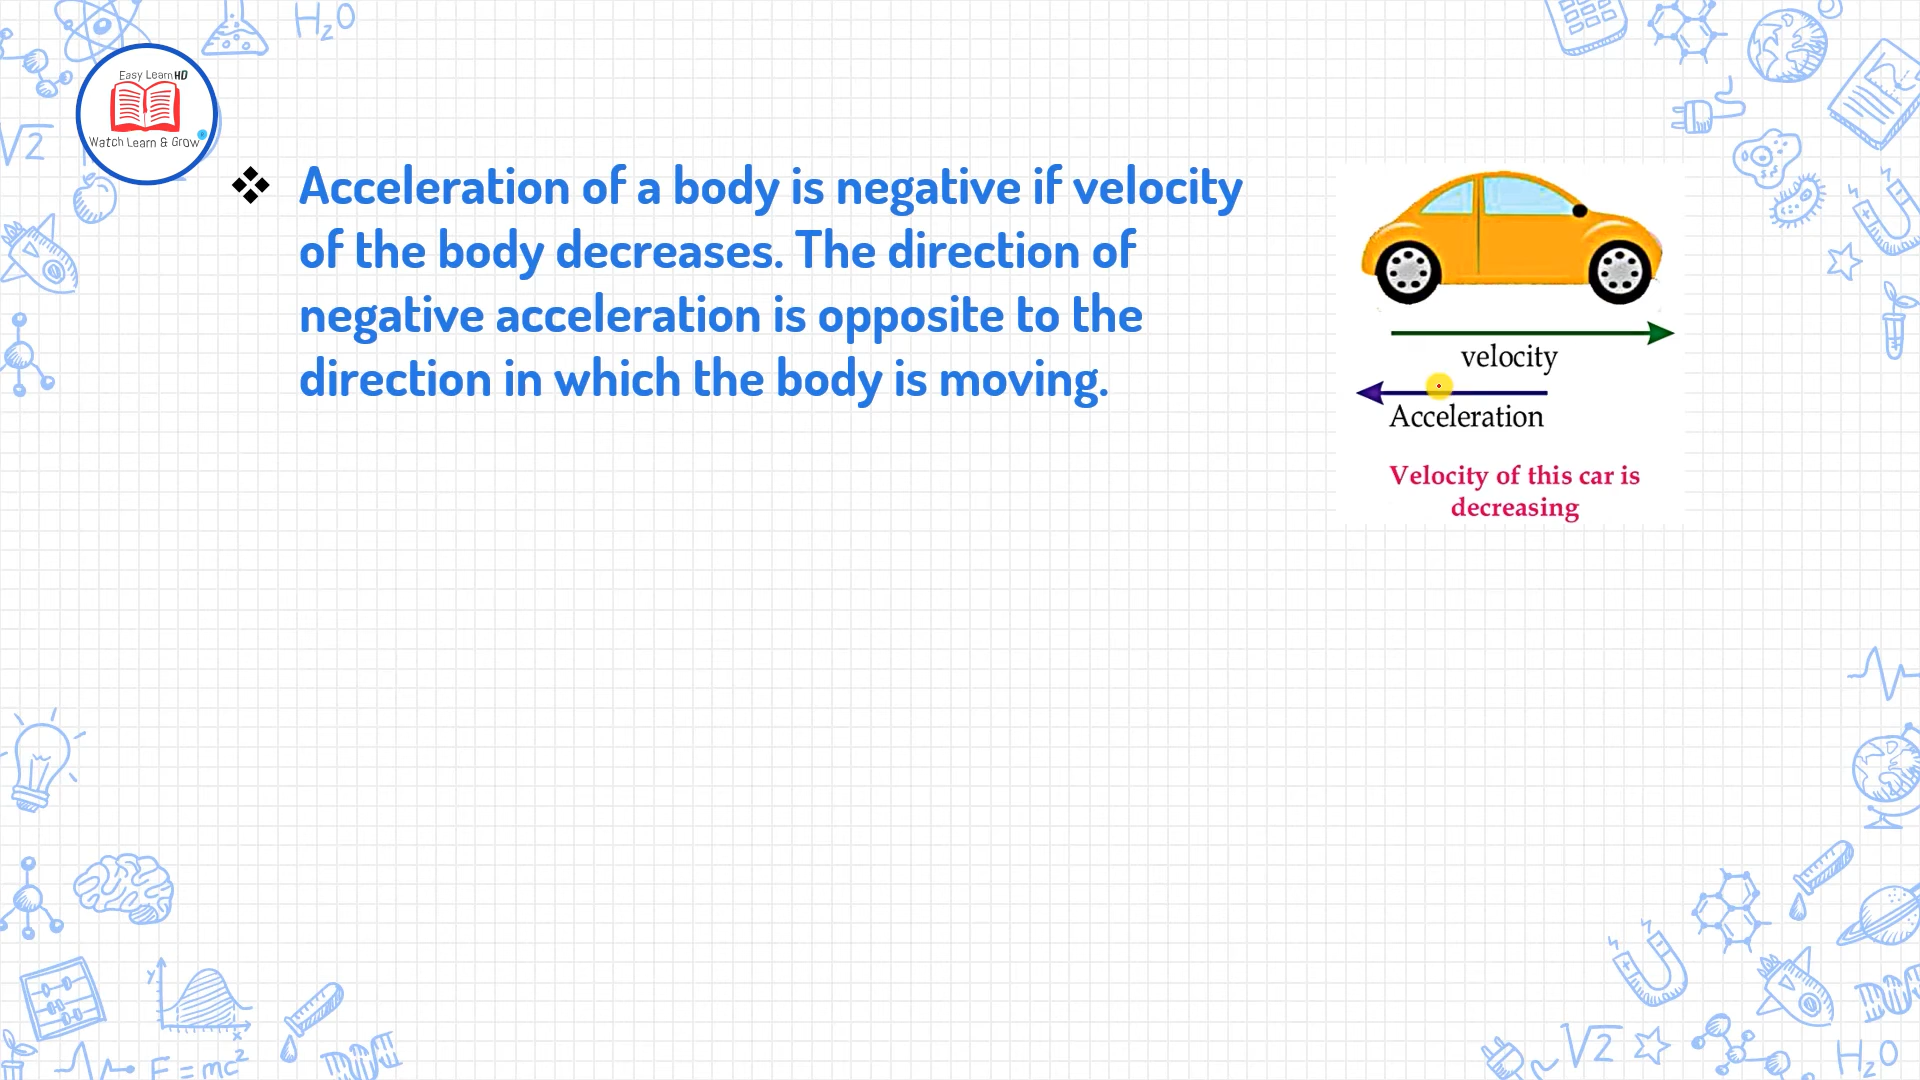 H₂O
Easy Learn HD
Watch Learn & Grow
√2
❖ Acceleration of a body is negative if velocity
of the body decreases. The direction of
negative acceleration is opposite to the
direction in which the body is moving.
velocity
Acceleration
Velocity of this car is
decreasing
y
x
E=mc²
√2
H₂O